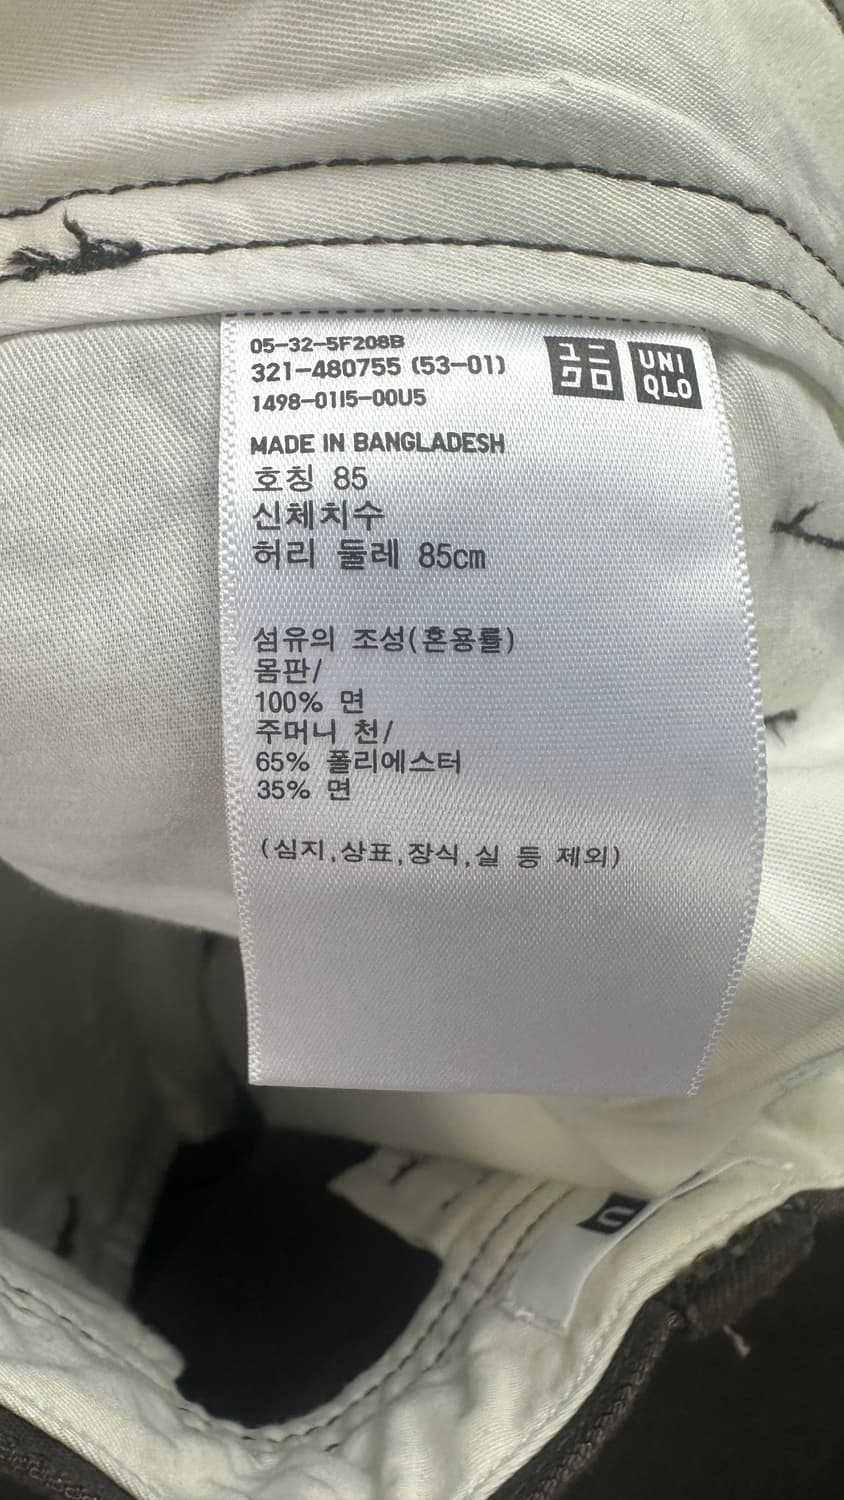 05-32-5F208B
321-480755 (53-01)
1498-0115-00U5
ユニ
クロ
UNI
QLO
MADE IN BANGLADESH
호칭 85
신체치수
허리 둘레 85cm
섬유의 조성(혼용률)
몸판/
100% 면
주머니 천/
65% 폴리에스터
35% 면
(심지,상표,장식,실 등 제외)